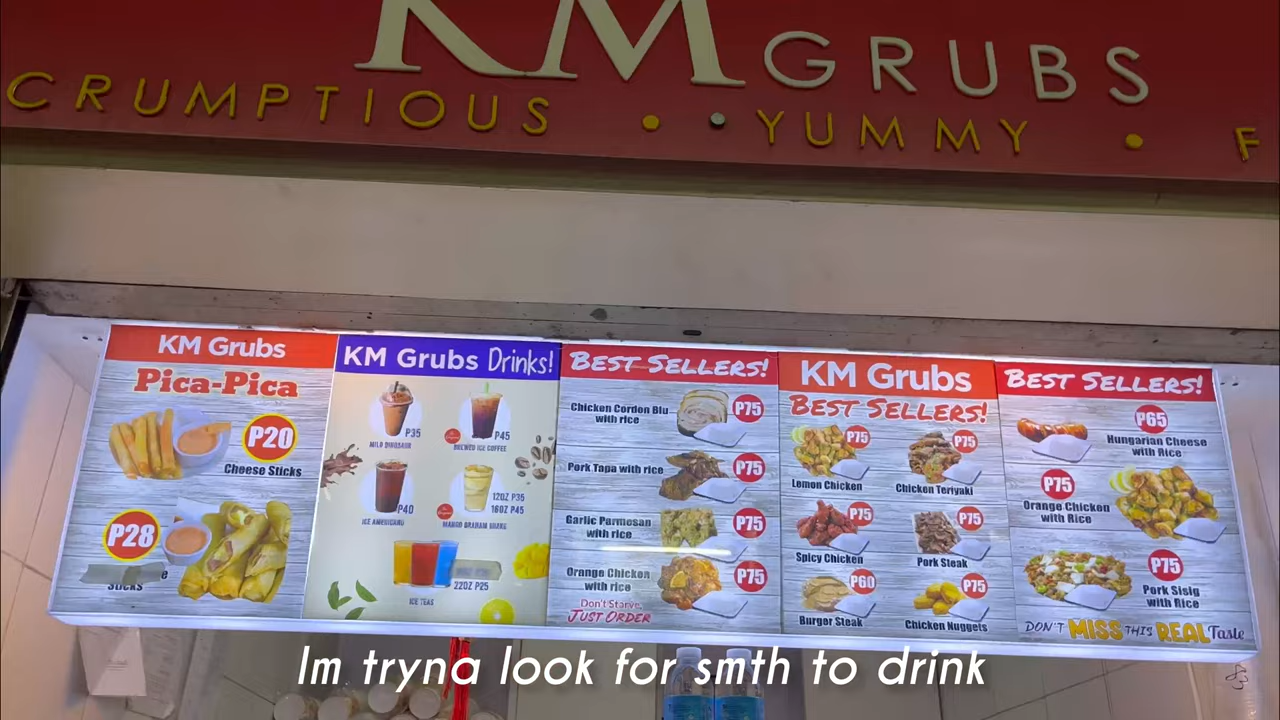 KM GRUBS
CRUMPTIOUS • • YUMMY • F
KM Grubs
Pica-Pica
P20
Cheese Sticks
P28
Sticks
KM Grubs Drinks!
P35
MILO DINOSAUR
P45
BREWED ICE COFFEE
P40
ICE AMERICANO
12OZ P35
16OZ P45
MANGO GRAHAM SHAKE
22OZ P25
ICE TEAS
BEST SELLERS!
Chicken Cordon Blu
with rice
P75
Pork Tapa with rice
P75
Garlic Parmesan
with rice
P75
Orange Chicken
with rice
P75
Don't Starve,
JUST ORDER
KM Grubs
BEST SELLERS!
P75
Lemon Chicken
P75
Chicken Teriyaki
P75
Spicy Chicken
P75
Pork Steak
P60
Burger Steak
P75
Chicken Nuggets
BEST SELLERS!
P65
Hungarian Cheese
with Rice
P75
Orange Chicken
with Rice
P75
Pork Sisig
with Rice
DON'T MISS THIS REAL Taste
Im tryna look for smth to drink